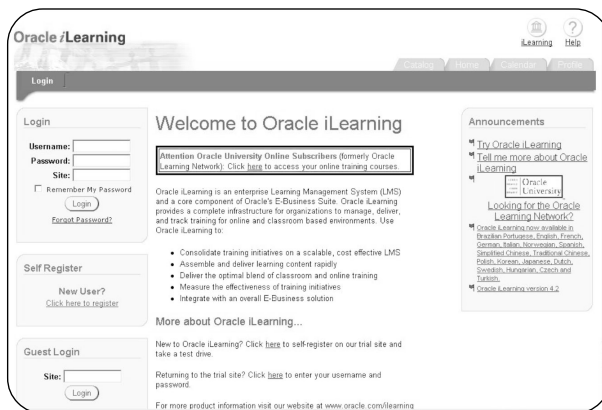 Oracle iLearning
iLearning Help
Catalog Home Calendar Profile
Login
Login
Username:
Password:
Site:
Remember My Password
Login
Forgot Password?
Self Register
New User?
Click here to register
Guest Login
Site:
Login
Welcome to Oracle iLearning
Attention Oracle University Online Subscribers (formerly Oracle
Learning Network): Click here to access your online training courses.
Oracle iLearning is an enterprise Learning Management System (LMS)
and a core component of Oracle's E-Business Suite. Oracle iLearning
provides a complete infrastructure for organizations to manage, deliver,
and track training for online and classroom based environments. Use
Oracle iLearning to:
Consolidate training initiatives on a scalable, cost effective LMS
Assemble and deliver learning content rapidly
Deliver the optimal blend of classroom and online training
Measure the effectiveness of training initiatives
Integrate with an overall E-Business solution
More about Oracle iLearning...
New to Oracle iLearning? Click here to self-register on our trial site and
take a test drive.
Returning to the trial site? Click here to enter your username and
password.
For more product information visit our website at www.oracle.com/ilearning
Announcements
Try Oracle iLearning
Tell me more about Oracle
iLearning
Oracle
University
Looking for the Oracle
Learning Network?
Oracle iLearning now available in
Brazilian Portugese, English, French,
German, Italian, Norwegian, Spanish,
Simplified Chinese, Traditional Chinese,
Polish, Korean, Japanese, Dutch,
Swedish, Hungarian, Czech and
Turkish.
Oracle iLearning version 4.2